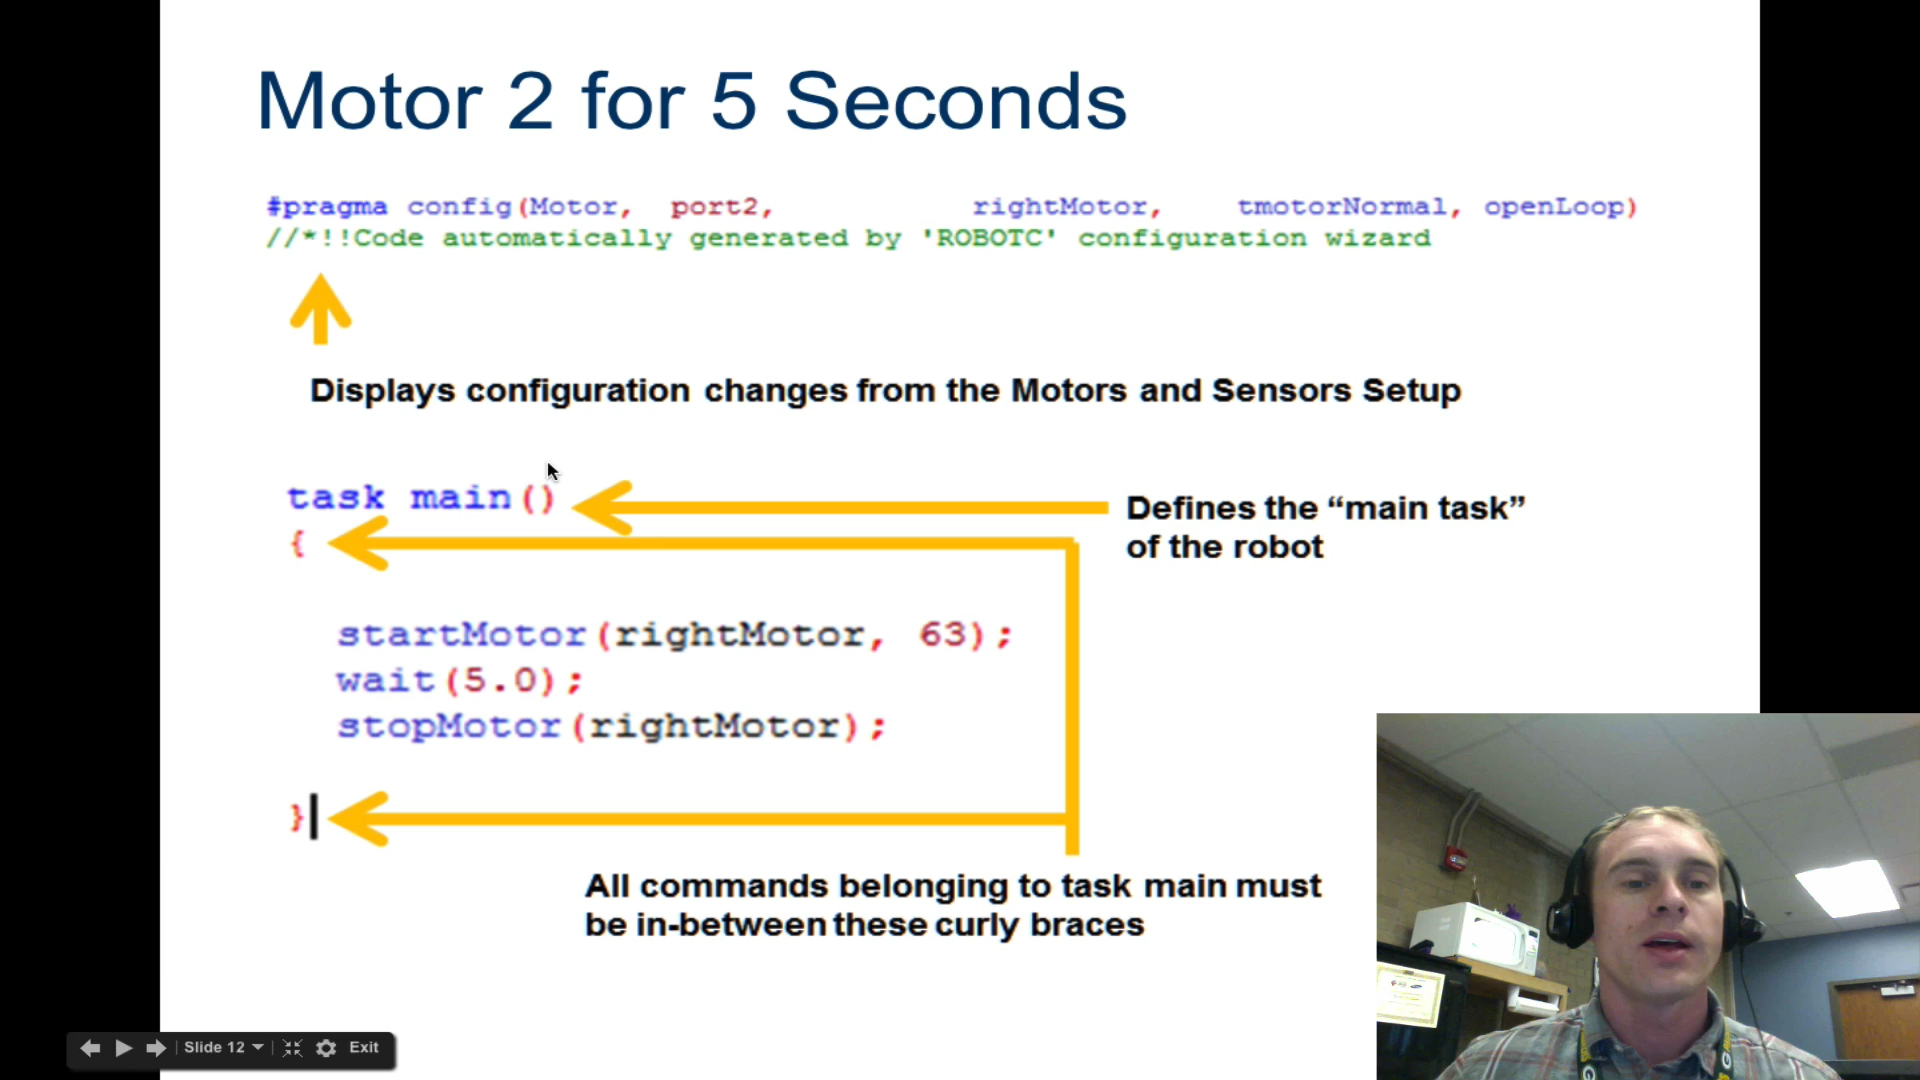 Motor 2 for 5 Seconds
#pragma config(Motor, port2, rightMotor, tmotorNormal, openLoop)
//*!!Code automatically generated by 'ROBOTC' configuration wizard
Displays configuration changes from the Motors and Sensors Setup
task main()
Defines the “main task”
of the robot
{
startMotor(rightMotor, 63);
wait(5.0);
stopMotor(rightMotor);
}
All commands belonging to task main must
be in-between these curly braces
Slide 12
Exit